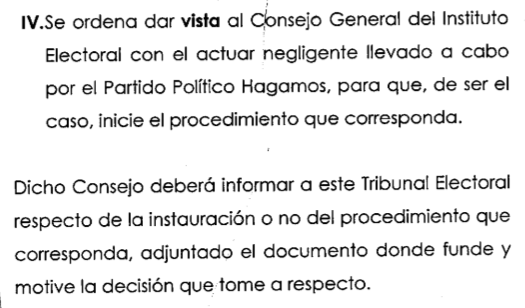 IV.Se ordena dar vista al Consejo General del Instituto
Electoral con el actuar negligente llevado a cabo
por el Partido Político Hagamos, para que, de ser el
caso, inicie el procedimiento que corresponda.
Dicho Consejo deberá informar a este Tribunal Electoral
respecto de la instauración o no del procedimiento que
corresponda, adjuntado el documento donde funde y
motive la decisión que tome a respecto.